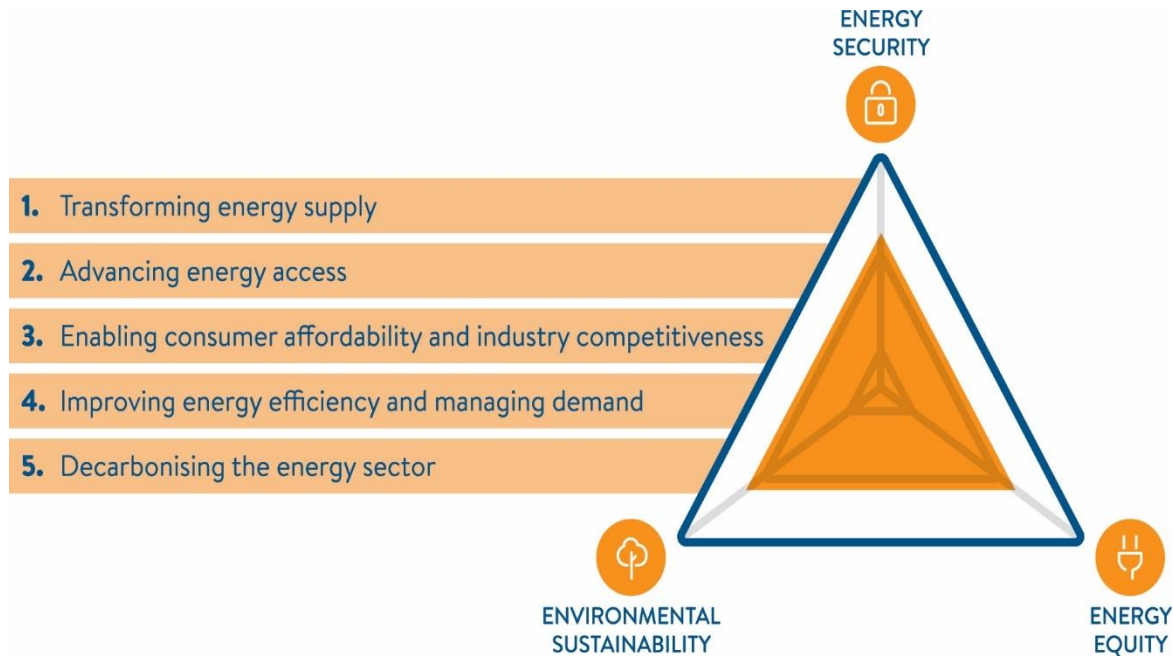 ENERGY
SECURITY
1. Transforming energy supply
2. Advancing energy access
3. Enabling consumer affordability and industry competitiveness
4. Improving energy efficiency and managing demand
5. Decarbonising the energy sector
ENVIRONMENTAL
SUSTAINABILITY
ENERGY
EQUITY